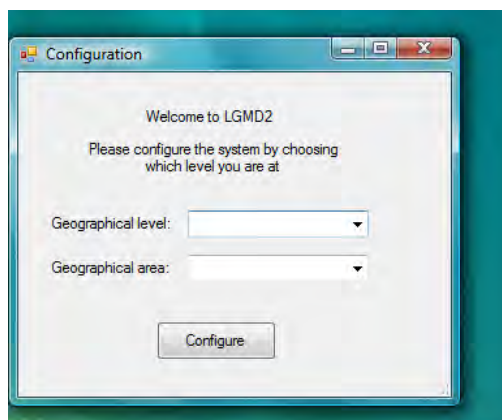 Configuration
Welcome to LGMD2
Please configure the system by choosing
which level you are at
Geographical level:
Geographical area:
Configure